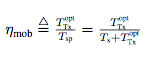 η_mob ≜ T_Tx^opt / T_sp = T_Tx^opt / (T_s + T_Tx^opt)